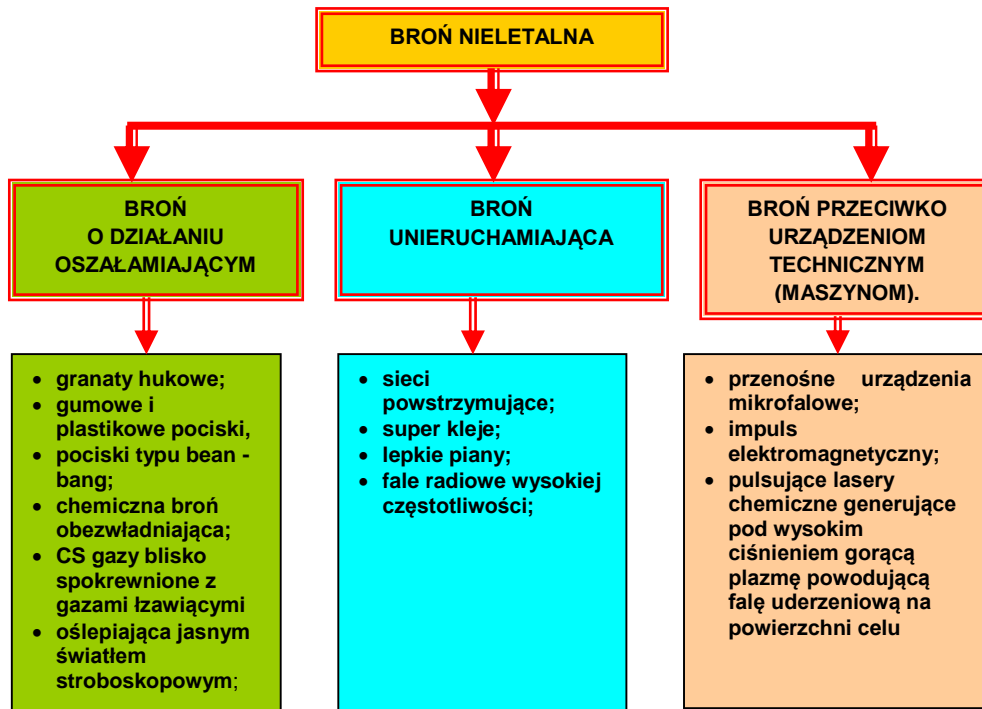 BROŃ NIELETALNA
BROŃ
O DZIAŁANIU
OSZAŁAMIAJĄCYM
BROŃ
UNIERUCHAMIAJĄCA
BROŃ PRZECIWKO
URZĄDZENIOM
TECHNICZNYM
(MASZYNOM).
• granaty hukowe;
• gumowe i
plastikowe pociski,
• pociski typu bean -
bang;
• chemiczna broń
obezwładniająca;
• CS gazy blisko
spokrewnione z
gazami łzawiącymi
• oślepiająca jasnym
światłem
stroboskopowym;
• sieci
powstrzymujące;
• super kleje;
• lepkie piany;
• fale radiowe wysokiej
częstotliwości;
• przenośne urządzenia
mikrofalowe;
• impuls
elektromagnetyczny;
• pulsujące lasery
chemiczne generujące
pod wysokim
ciśnieniem gorącą
plazmę powodującą
falę uderzeniową na
powierzchni celu